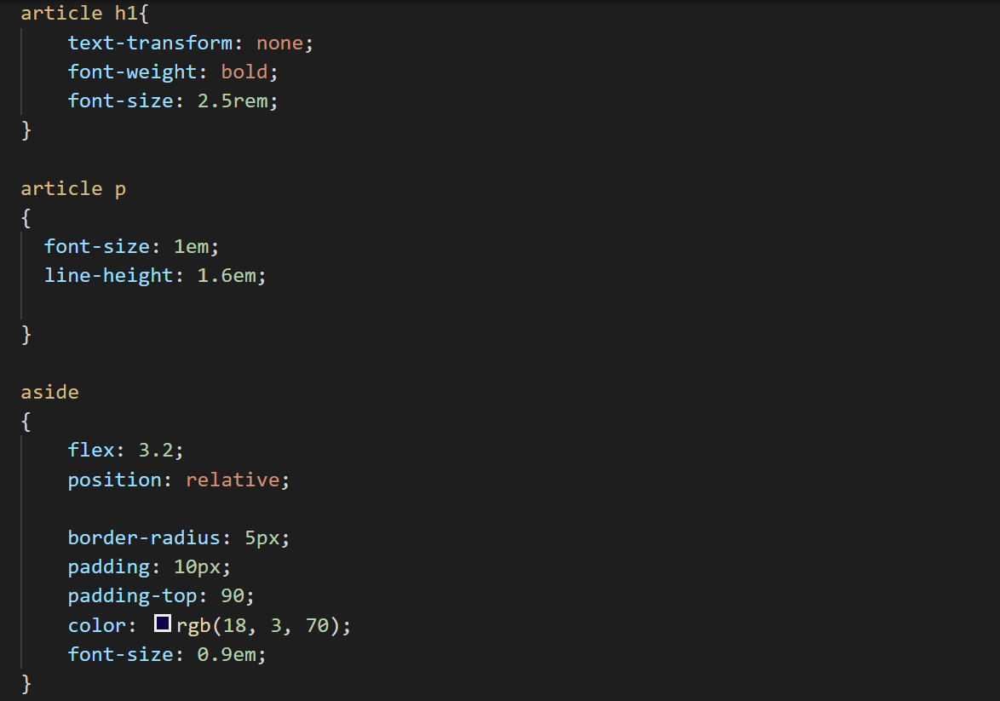 article h1{
    text-transform: none;
    font-weight: bold;
    font-size: 2.5rem;
}

article p
{
  font-size: 1em;
  line-height: 1.6em;

}

aside
{
    flex: 3.2;
    position: relative;

    border-radius: 5px;
    padding: 10px;
    padding-top: 90;
    color: rgb(18, 3, 70);
    font-size: 0.9em;
}